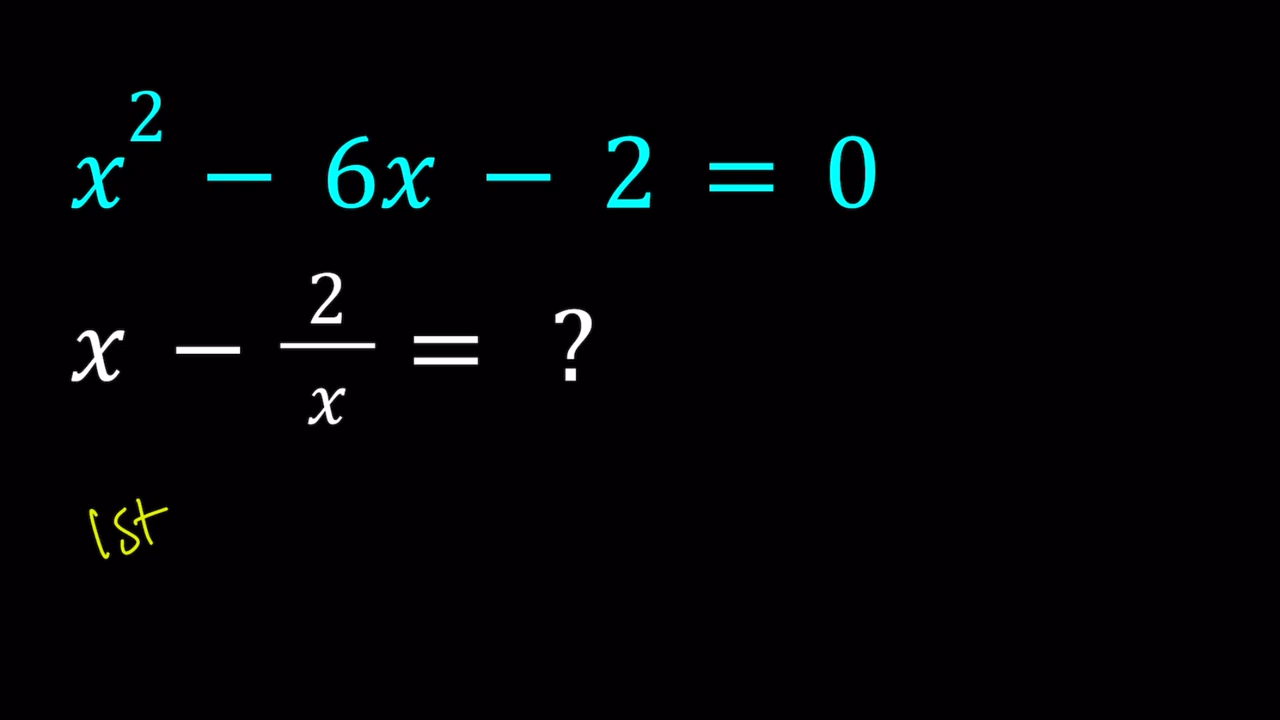 x² − 6x − 2 = 0
x − 2/x = ?
1st